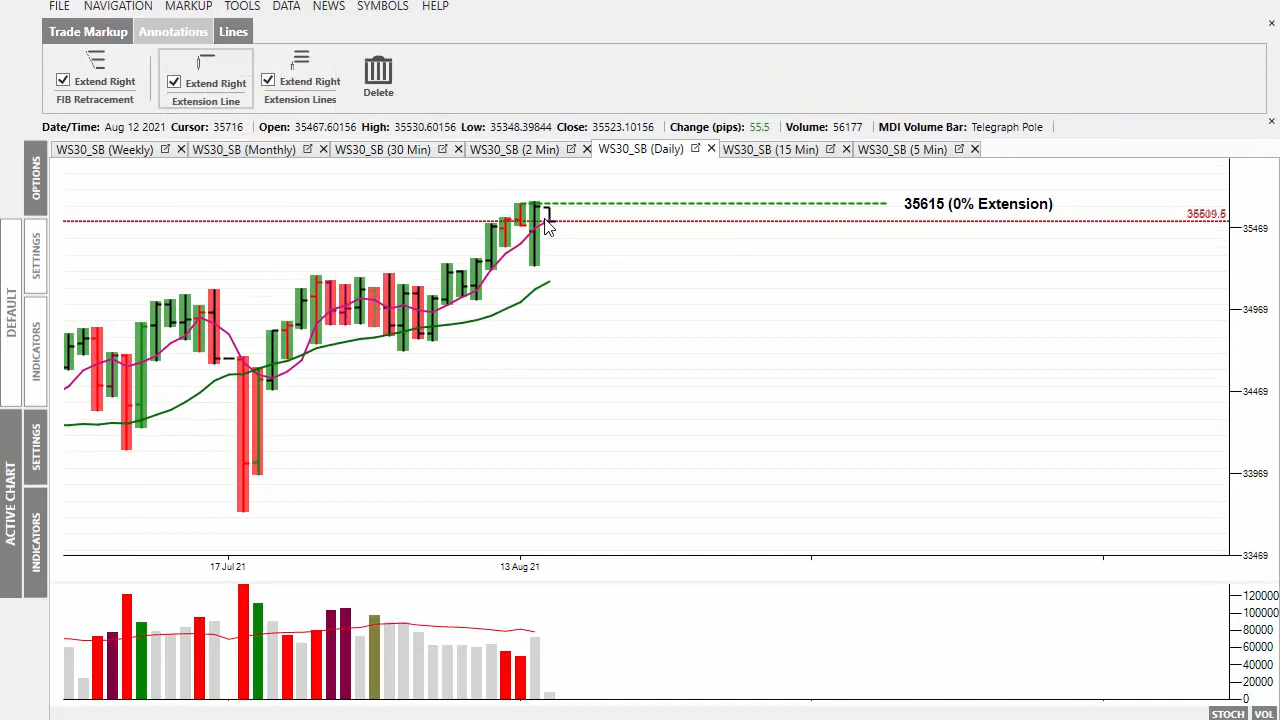 FILE NAVIGATION MARKUP TOOLS DATA NEWS SYMBOLS HELP
Trade Markup Annotations Lines
Extend Right Extend Right Extend Right
FIB Retracement Extension Line Extension Lines Delete
Date/Time: Aug 12 2021 Cursor: 35716 Open: 35467.60156 High: 35530.60156 Low: 35348.39844 Close: 35523.10156 Change (pips): 55.5 Volume: 56177 MDI Volume Bar: Telegraph Pole
WS30_SB (Weekly) WS30_SB (Monthly) WS30_SB (30 Min) WS30_SB (2 Min) WS30_SB (Daily) WS30_SB (15 Min) WS30_SB (5 Min)
OPTIONS
DEFAULT
SETTINGS
INDICATORS
ACTIVE CHART
SETTINGS
INDICATORS
35615 (0% Extension)
35509.5
35469
34969
34469
33969
33469
17 Jul 21 13 Aug 21
120000
100000
80000
60000
40000
20000
0
STOCH VOL